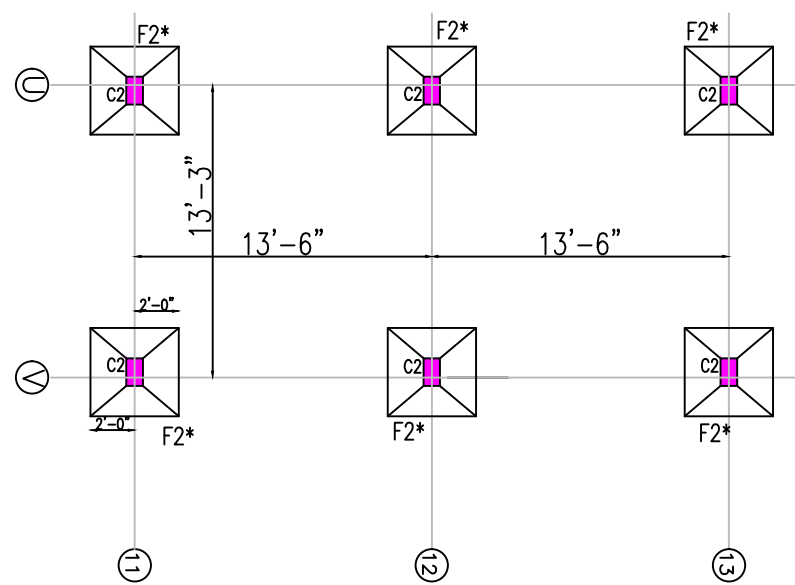 F2* F2* F2*
U
C2 C2 C2
13'-3"
13'-6" 13'-6"
2'-0"
C2 C2 C2
V
2'-0"
F2* F2* F2*
11 12 13